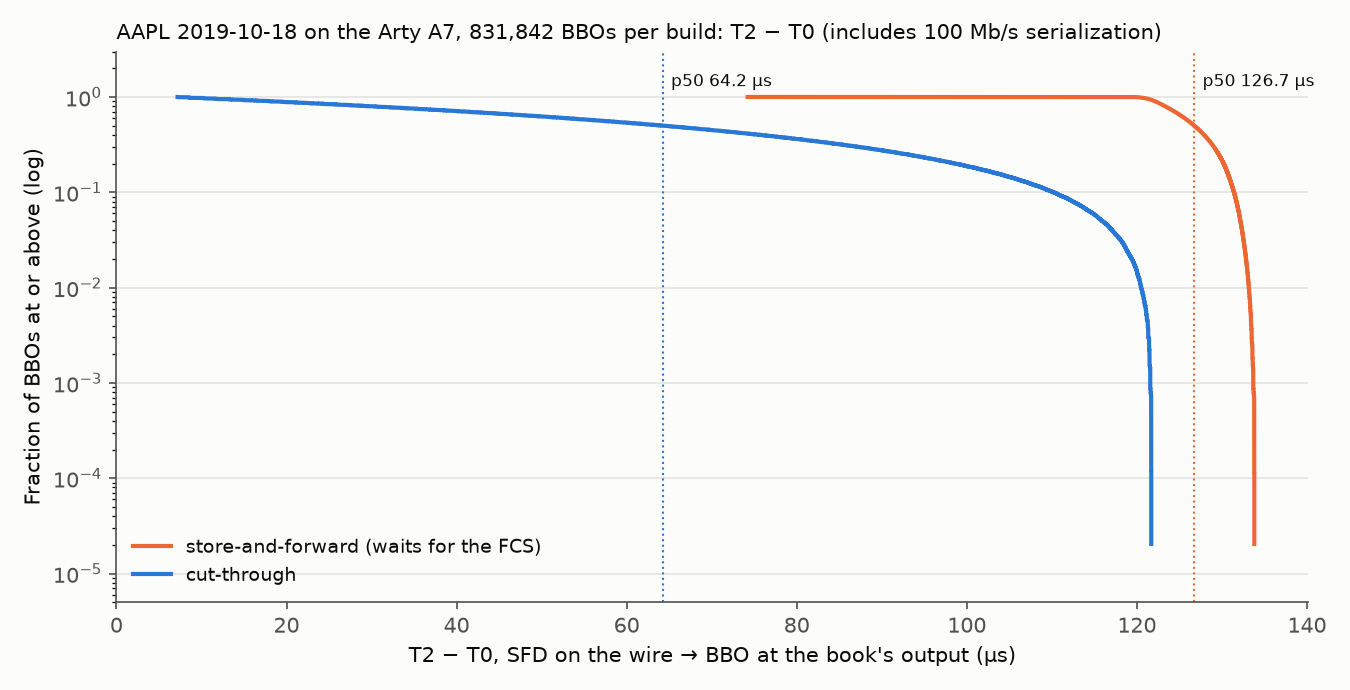 AAPL 2019-10-18 on the Arty A7, 831,842 BBOs per build: T2 − T0 (includes 100 Mb/s serialization)
p50 64.2 µs
p50 126.7 µs
Fraction of BBOs at or above (log)
10⁰
10⁻¹
10⁻²
10⁻³
10⁻⁴
10⁻⁵
store-and-forward (waits for the FCS)
cut-through
0 20 40 60 80 100 120 140
T2 − T0, SFD on the wire → BBO at the book's output (µs)